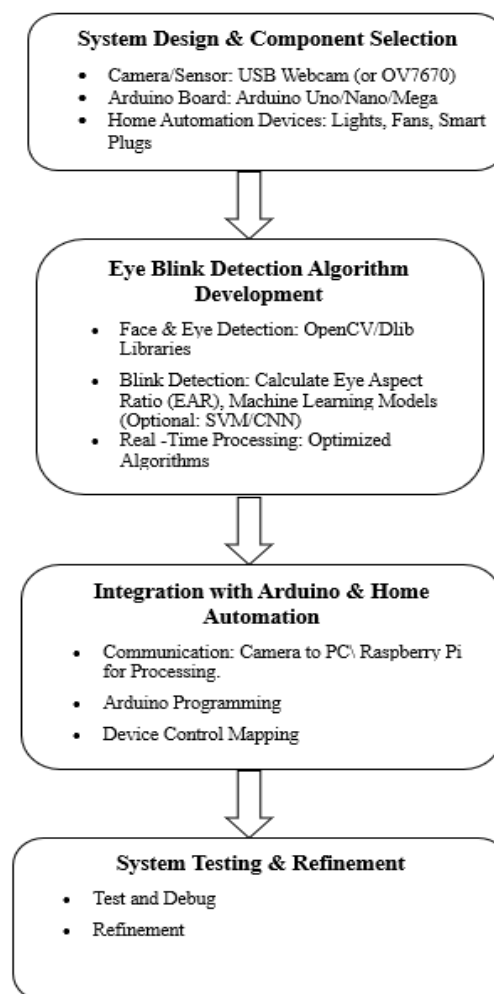 System Design & Component Selection
• Camera/Sensor: USB Webcam (or OV7670)
• Arduino Board: Arduino Uno/Nano/Mega
• Home Automation Devices: Lights, Fans, Smart
Plugs
Eye Blink Detection Algorithm
Development
• Face & Eye Detection: OpenCV/Dlib
Libraries
• Blink Detection: Calculate Eye Aspect
Ratio (EAR), Machine Learning Models
(Optional: SVM/CNN)
• Real -Time Processing: Optimized
Algorithms
Integration with Arduino & Home
Automation
• Communication: Camera to PC\ Raspberry Pi
for Processing.
• Arduino Programming
• Device Control Mapping
System Testing & Refinement
• Test and Debug
• Refinement